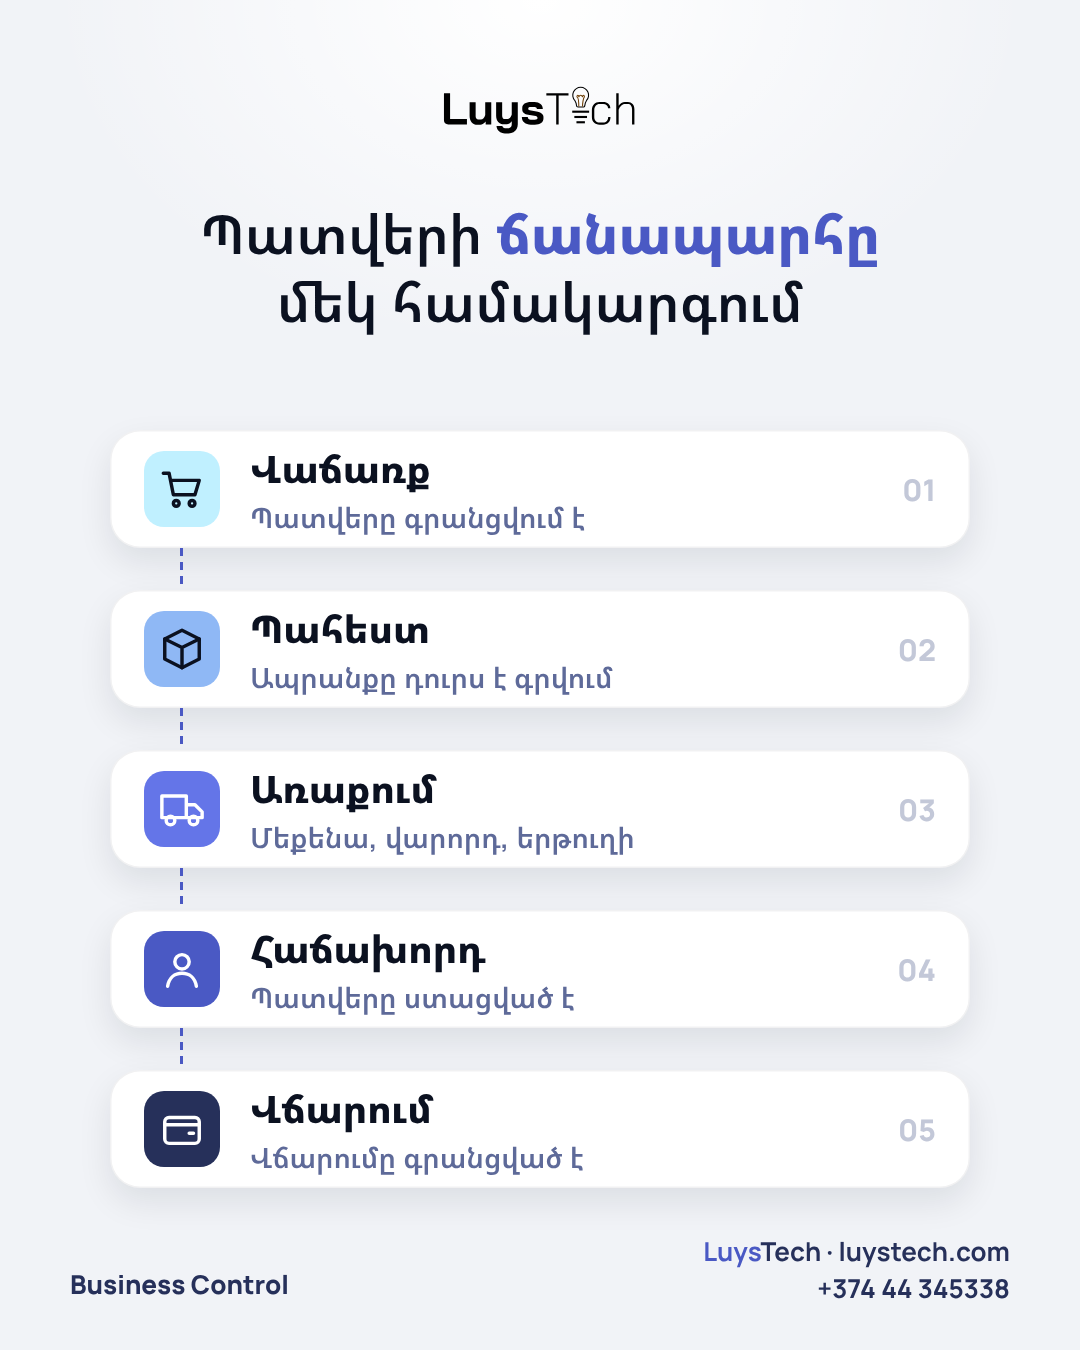 LuysTech
Պատվերի ճանապարհը
մեկ համակարգում
Վաճառք
Պատվերը գրանցվում է
01
Պահեստ
Ապրանքը դուրս է գրվում
02
Առաքում
Մեքենա, վարորդ, երթուղի
03
Հաճախորդ
Պատվերը ստացված է
04
Վճարում
Վճարումը գրանցված է
05
Business Control
LuysTech · luystech.com
+374 44 345338